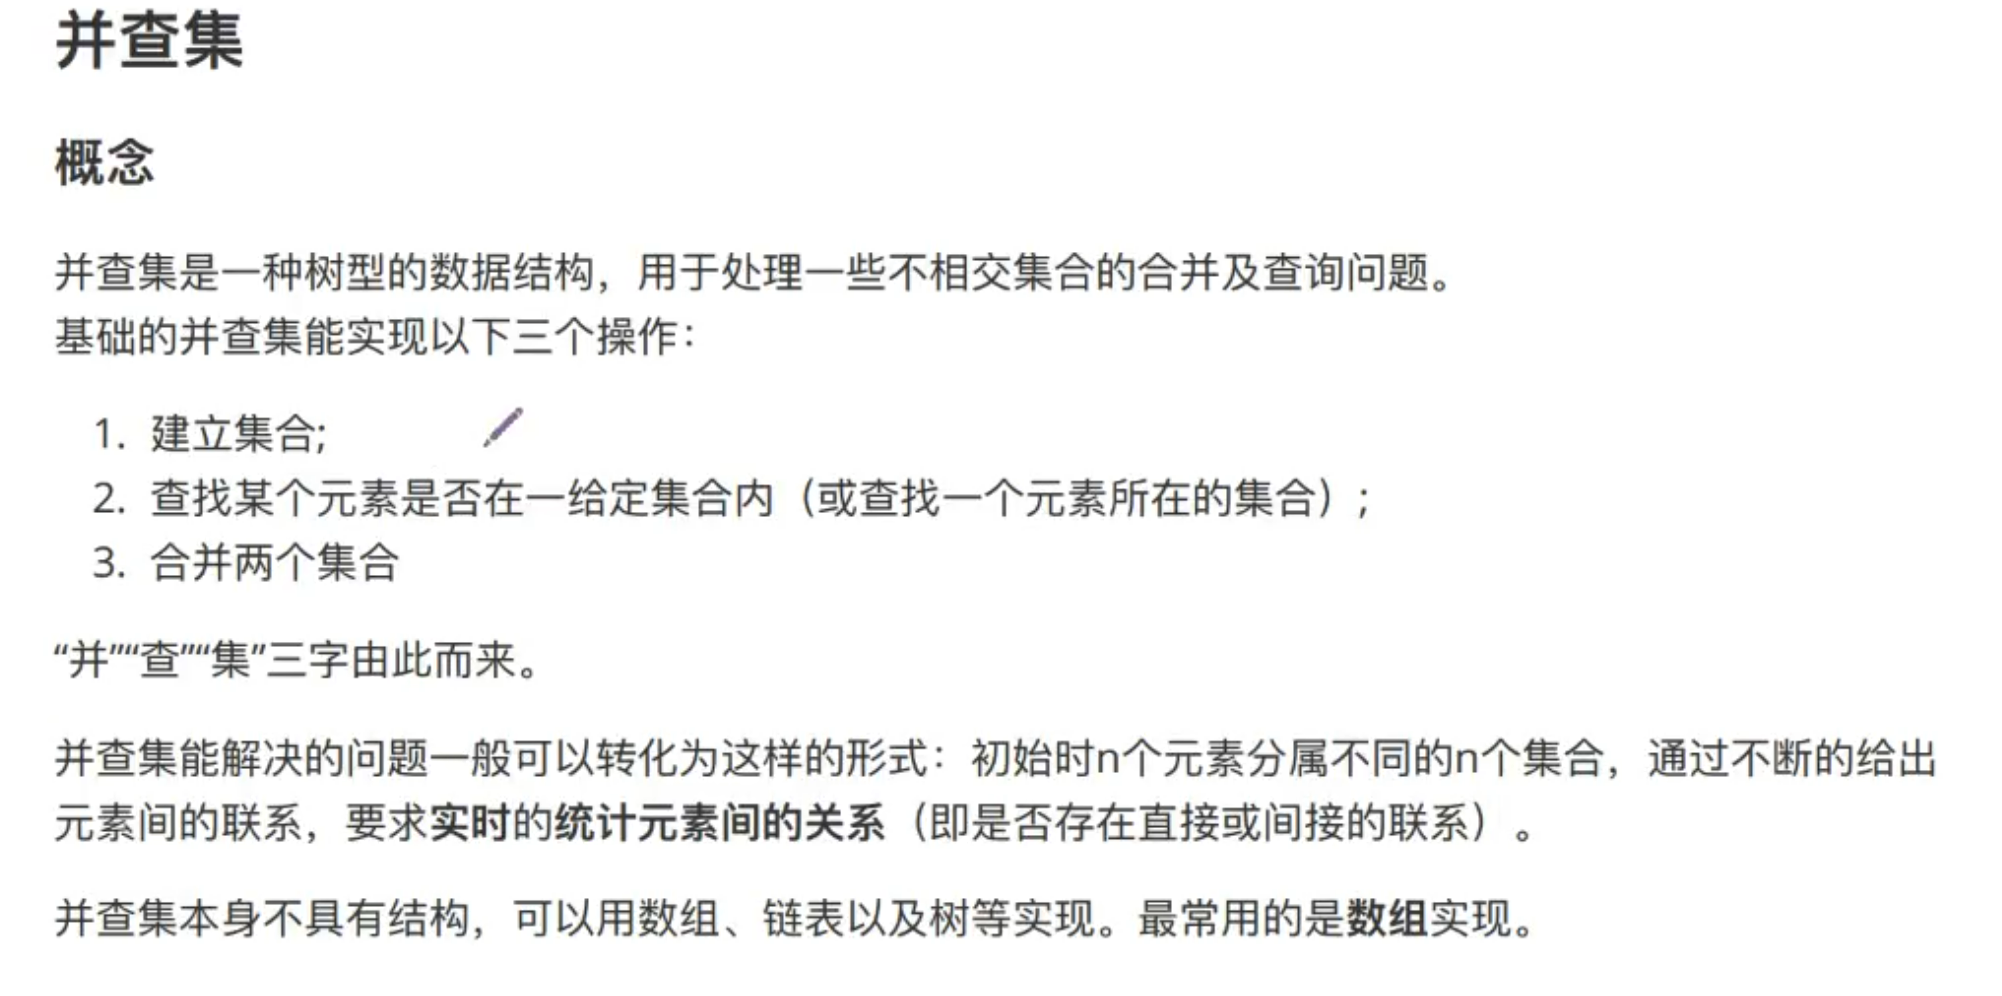 并查集
概念
并查集是一种树型的数据结构，用于处理一些不相交集合的合并及查询问题。
基础的并查集能实现以下三个操作：
1. 建立集合;
2. 查找某个元素是否在一给定集合内（或查找一个元素所在的集合）;
3. 合并两个集合
“并”“查”“集”三字由此而来。
并查集能解决的问题一般可以转化为这样的形式：初始时n个元素分属不同的n个集合，通过不断的给出
元素间的联系，要求实时的统计元素间的关系（即是否存在直接或间接的联系）。
并查集本身不具有结构，可以用数组、链表以及树等实现。最常用的是数组实现。